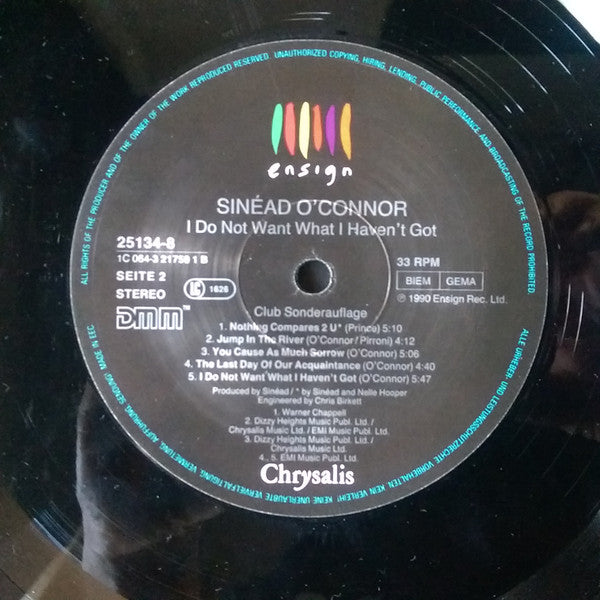 ALL RIGHTS OF THE PRODUCER AND OF THE OWNER OF THE WORK REPRODUCED RESERVED. UNAUTHORIZED COPYING, HIRING, LENDING, PUBLIC PERFORMANCE AND BROADCASTING OF THE RECORD PROHIBITED.
ensign
SINÉAD O'CONNOR
I Do Not Want What I Haven't Got
25134-8
1C 064-3 21759 1 B
SEITE 2
STEREO
DMM™
LC 1626
33 RPM
BIEM GEMA
℗ 1990 Ensign Rec. Ltd.
Club Sonderauflage
1. Nothing Compares 2 U* (Prince) 5:10
2. Jump In The River (O'Connor/Pirroni) 4:12
3. You Cause As Much Sorrow (O'Connor) 5:06
4. The Last Day Of Our Acquaintance (O'Connor) 4:40
5. I Do Not Want What I Haven't Got (O'Connor) 5:47
Produced by Sinéad / * by Sinéad and Nelle Hooper
Engineered by Chris Birkett
1. Warner Chappell
2. Dizzy Heights Music Publ. Ltd. /
Chrysalis Music Ltd. / EMI Music Publ. Ltd.
3. Dizzy Heights Music Publ. Ltd. /
Chrysalis Music Ltd.
4., 5. EMI Music Publ. Ltd.
Chrysalis
ALLE URHEBER- UND LEISTUNGSSCHUTZRECHTE VORBEHALTEN. KEIN VERLEIH! KEINE UNERLAUBTE VERVIELFÄLTIGUNG, VERMIETUNG, AUFFÜHRUNG, SENDUNG! MADE IN EEC